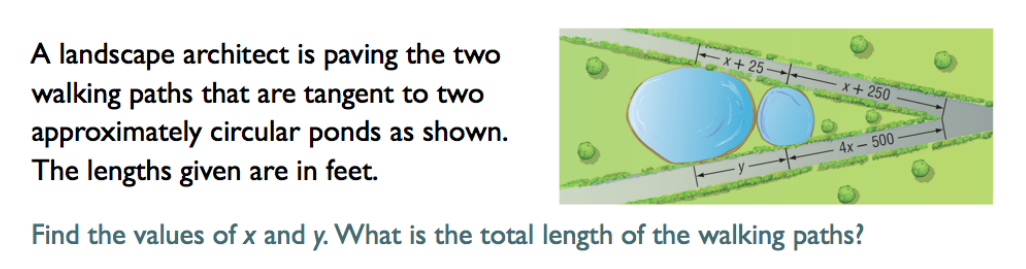 A landscape architect is paving the two
walking paths that are tangent to two
approximately circular ponds as shown.
The lengths given are in feet.
x + 25
x + 250
4x – 500
y
Find the values of x and y. What is the total length of the walking paths?